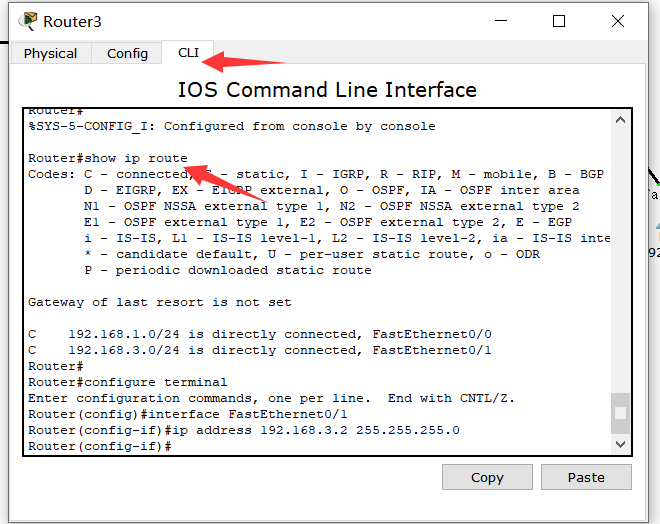 Router3
Physical Config CLI
IOS Command Line Interface
Router#
%SYS-5-CONFIG_I: Configured from console by console
Router#show ip route
Codes: C - connected, - static, I - IGRP, R - RIP, M - mobile, B - BGP
D - EIGRP, EX - EIGRP external, O - OSPF, IA - OSPF inter area
N1 - OSPF NSSA external type 1, N2 - OSPF NSSA external type 2
E1 - OSPF external type 1, E2 - OSPF external type 2, E - EGP
i - IS-IS, L1 - IS-IS level-1, L2 - IS-IS level-2, ia - IS-IS inte
* - candidate default, U - per-user static route, o - ODR
P - periodic downloaded static route
Gateway of last resort is not set
C 192.168.1.0/24 is directly connected, FastEthernet0/0
C 192.168.3.0/24 is directly connected, FastEthernet0/1
Router#
Router#configure terminal
Enter configuration commands, one per line. End with CNTL/Z.
Router(config)#interface FastEthernet0/1
Router(config-if)#ip address 192.168.3.2 255.255.255.0
Router(config-if)#
Copy Paste